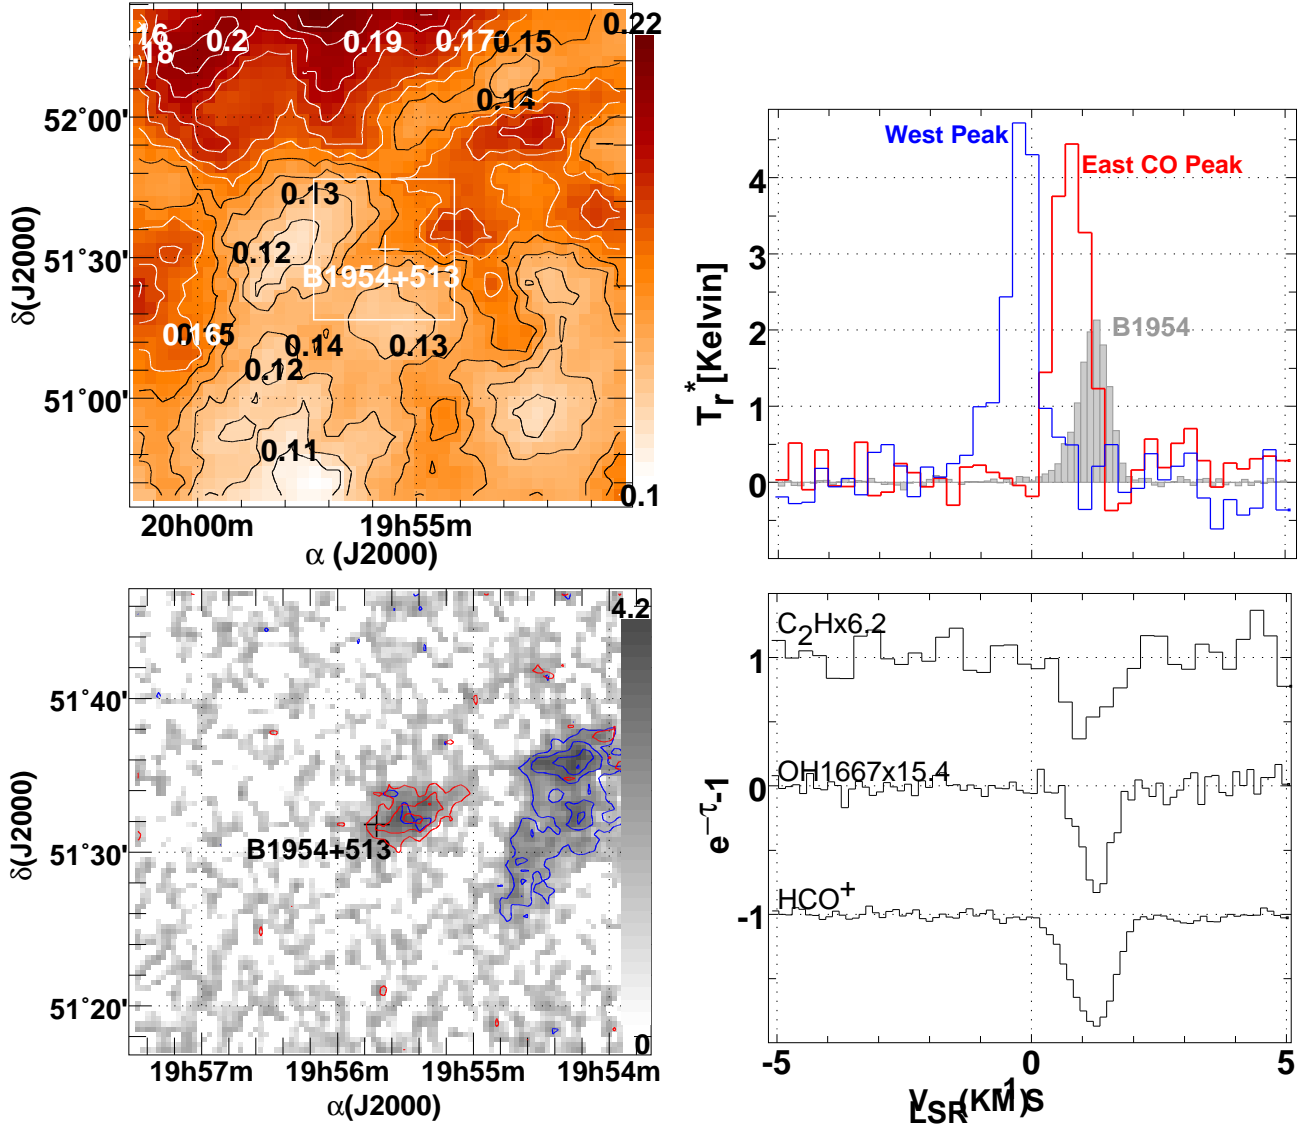 .16 0.2 0.19 0.17 0.15 0.22
.18
0.14
52°00'
0.13
0.12
51°30'
B1954+513
0.165
0.14 0.13
0.12
51°00'
0.11
0.1
20h00m 19h55m
α (J2000)
δ(J2000)
West Peak
East CO Peak
B1954
4
3
2
1
0
T_r^* [Kelvin]
4.2
51°40'
B1954+513
51°30'
51°20'
0
19h57m 19h56m 19h55m 19h54m
α(J2000)
δ(J2000)
C₂Hx6.2
1
OH1667x15.4
0
HCO⁺
-1
e^−τ-1
-5 0 5
V_LSR(KM S^-1)